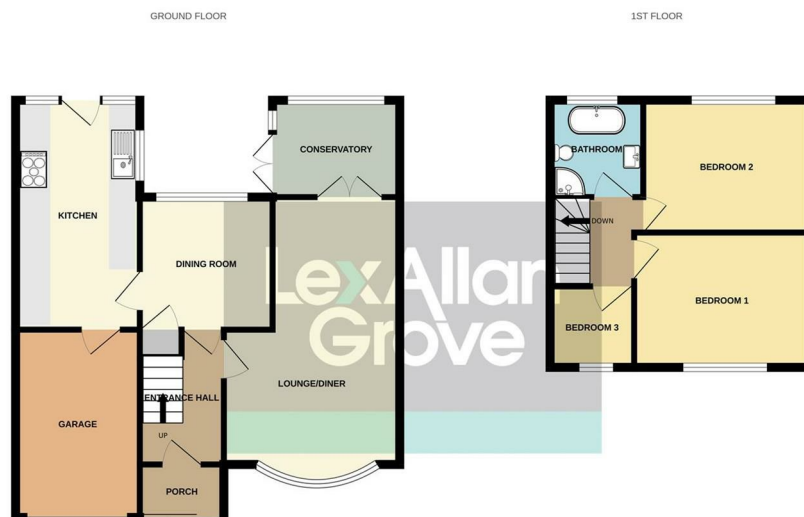 GROUND FLOOR
1ST FLOOR
CONSERVATORY
KITCHEN
DINING ROOM
LOUNGE/DINER
GARAGE
ENTRANCE HALL
UP
PORCH
BATHROOM
BEDROOM 2
DOWN
BEDROOM 1
BEDROOM 3
LexAllan
Grove